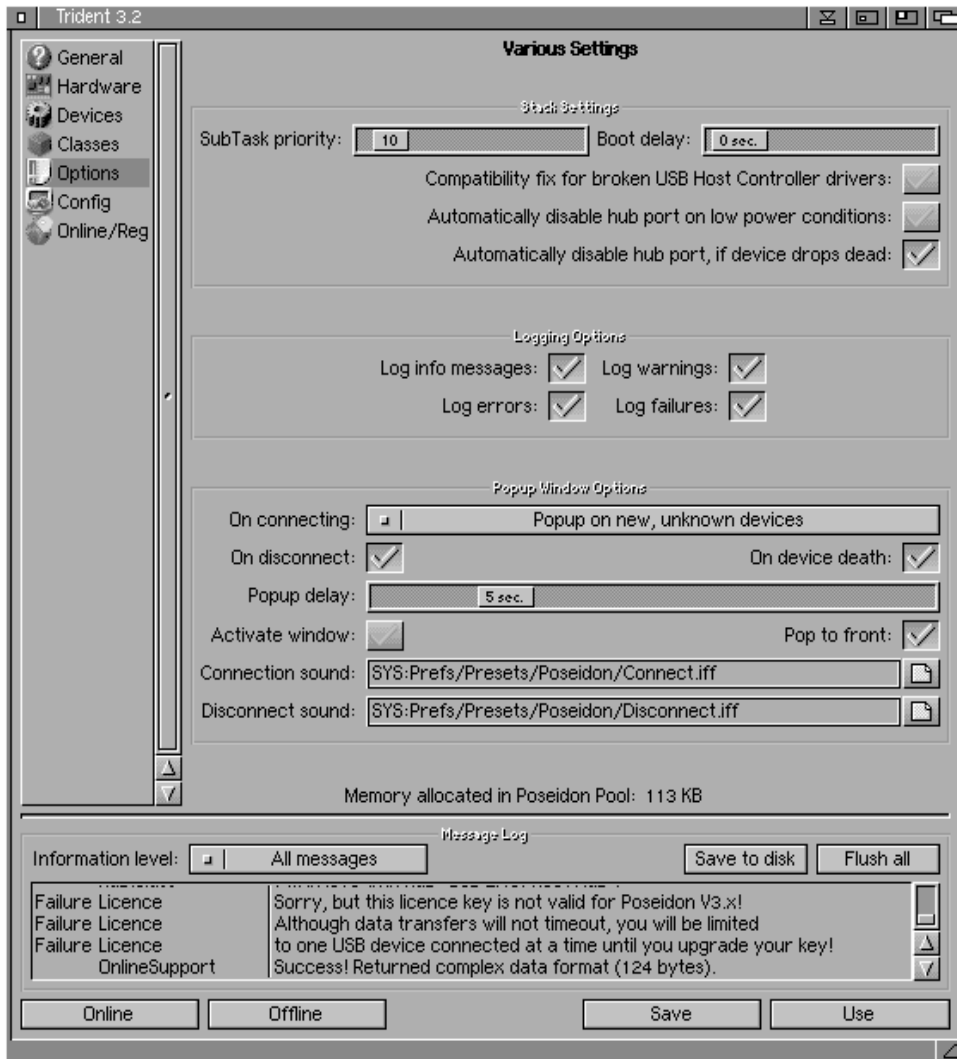 Trident 3.2
General
Hardware
Devices
Classes
Options
Config
Online/Reg
Various Settings
Stack Settings
SubTask priority: 10 Boot delay: 0 sec.
Compatibility fix for broken USB Host Controller drivers:
Automatically disable hub port on low power conditions:
Automatically disable hub port, if device drops dead:
Logging Options
Log info messages: Log warnings:
Log errors: Log failures:
Popup Window Options
On connecting: Popup on new, unknown devices
On disconnect: On device death:
Popup delay: 5 sec.
Activate window: Pop to front:
Connection sound: SYS:Prefs/Presets/Poseidon/Connect.iff
Disconnect sound: SYS:Prefs/Presets/Poseidon/Disconnect.iff
Memory allocated in Poseidon Pool: 113 KB
Message Log
Information level: All messages Save to disk Flush all
Failure Licence Sorry, but this licence key is not valid for Poseidon V3.x!
Failure Licence Although data transfers will not timeout, you will be limited
Failure Licence to one USB device connected at a time until you upgrade your key!
OnlineSupport Success! Returned complex data format (124 bytes).
Online Offline Save Use